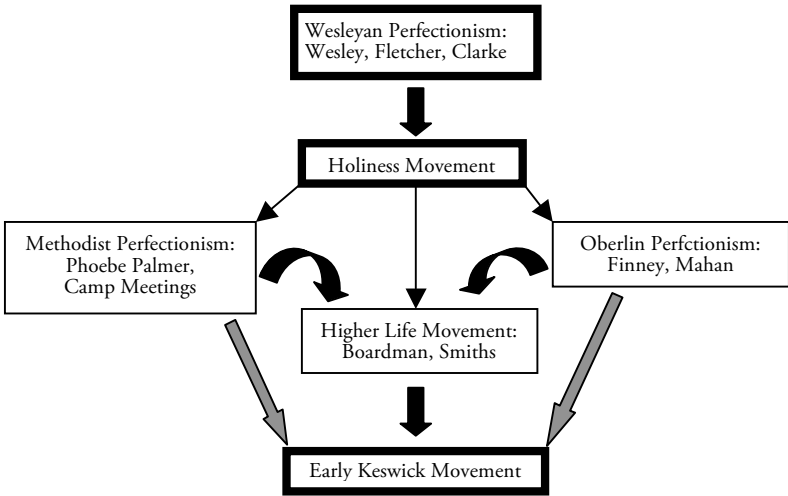 Wesleyan Perfectionism:
Wesley, Fletcher, Clarke
Holiness Movement
Methodist Perfectionism:
Phoebe Palmer,
Camp Meetings
Oberlin Perfctionism:
Finney, Mahan
Higher Life Movement:
Boardman, Smiths
Early Keswick Movement